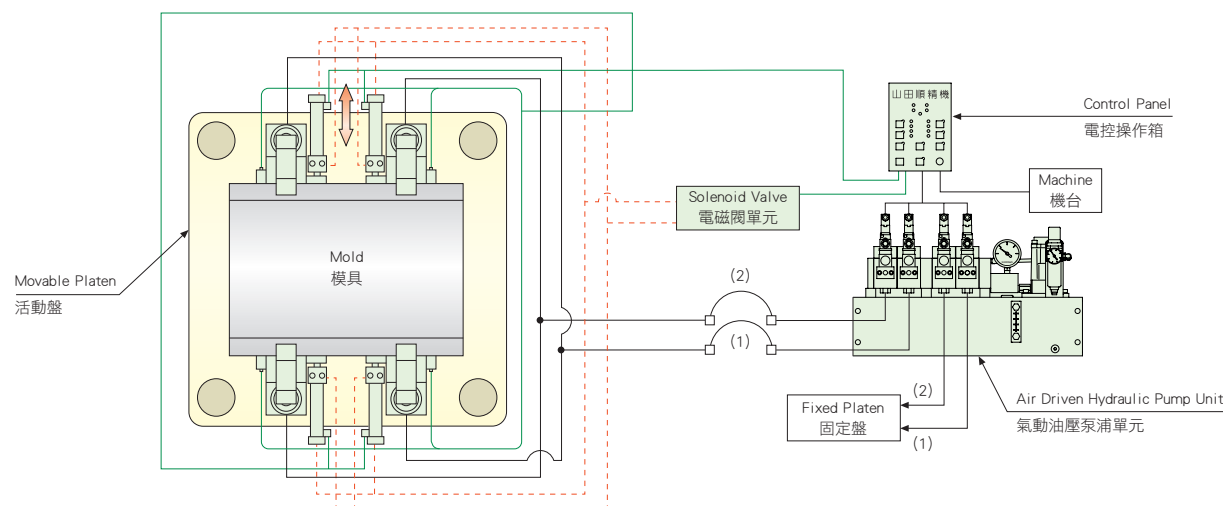 山田順精機
Control Panel
電控操作箱
Machine
機台
Solenoid Valve
電磁閥單元
Mold
模具
Movable Platen
活動盤
(2)
(1)
(2)
Fixed Platen
固定盤
(1)
Air Driven Hydraulic Pump Unit
氣動油壓泵浦單元